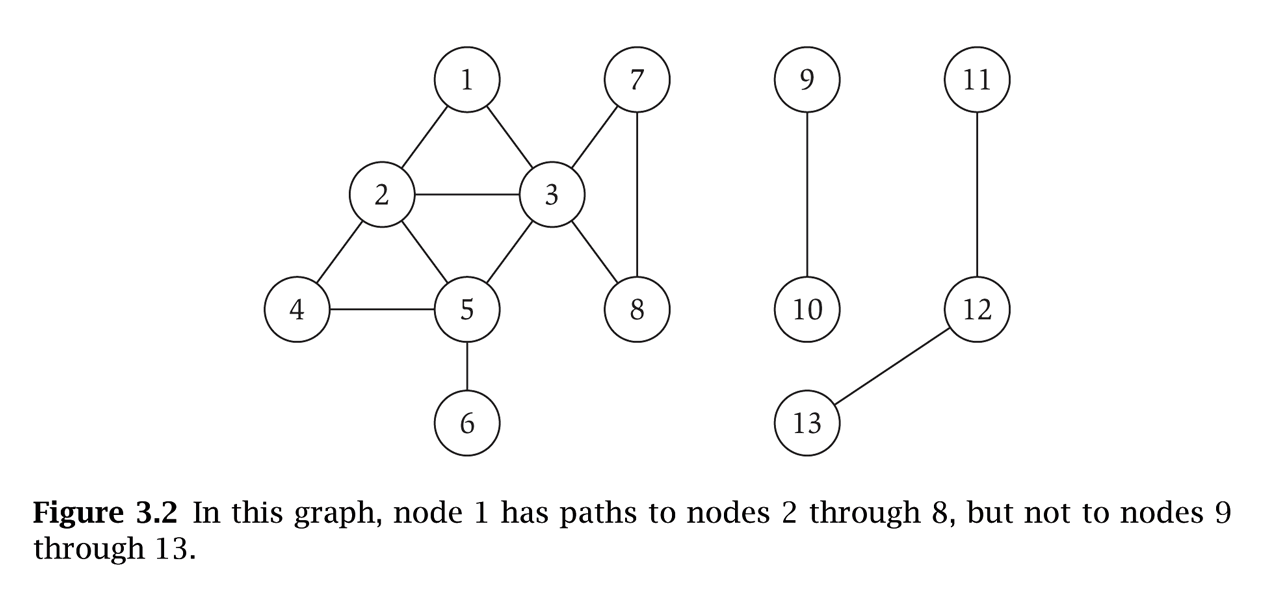 1 7 9 11
2 3
4 5 8 10 12
6 13
Figure 3.2 In this graph, node 1 has paths to nodes 2 through 8, but not to nodes 9
through 13.